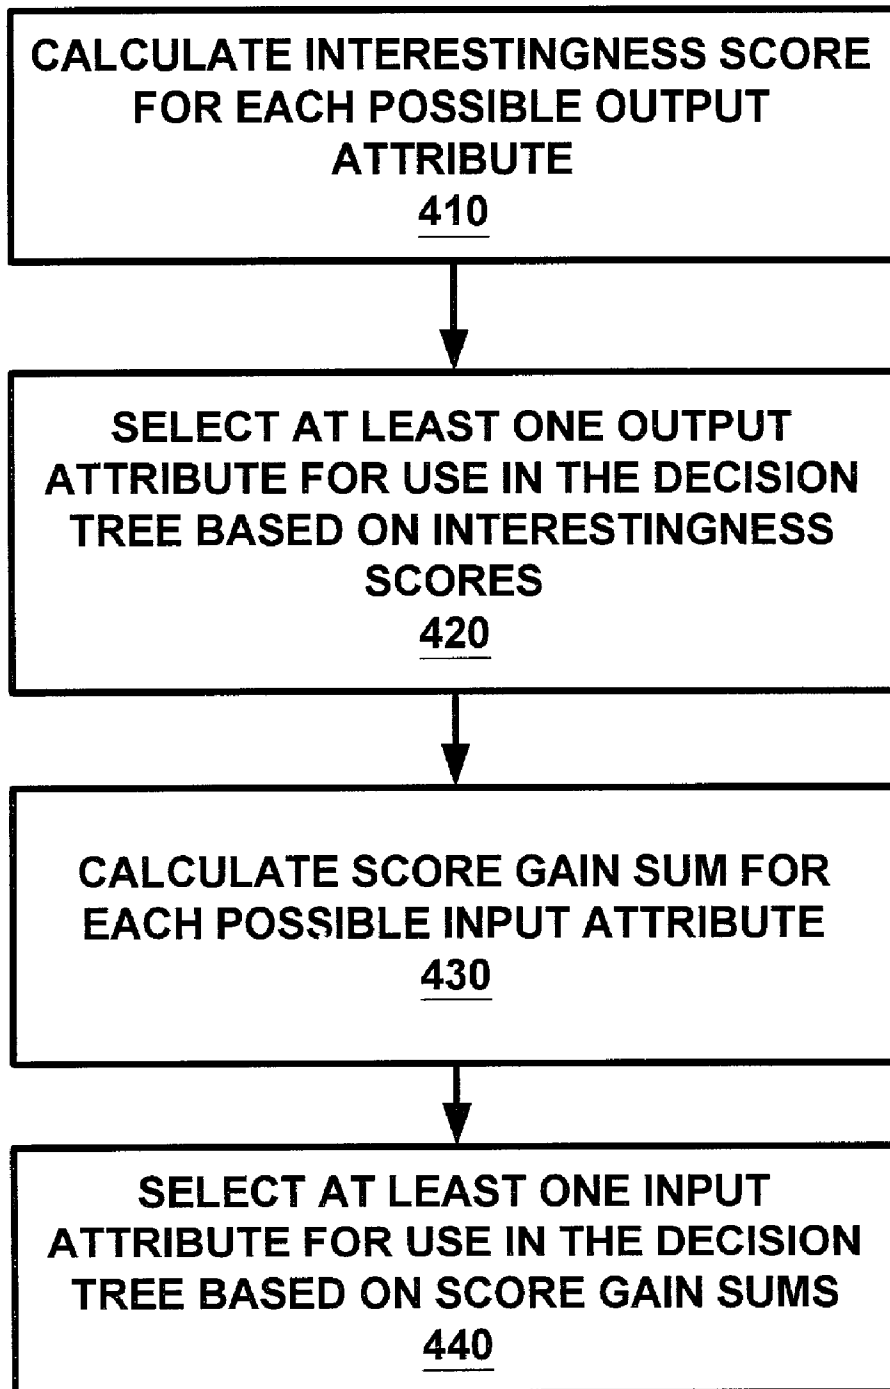 CALCULATE INTERESTINGNESS SCORE
FOR EACH POSSIBLE OUTPUT
ATTRIBUTE
410
SELECT AT LEAST ONE OUTPUT
ATTRIBUTE FOR USE IN THE DECISION
TREE BASED ON INTERESTINGNESS
SCORES
420
CALCULATE SCORE GAIN SUM FOR
EACH POSSIBLE INPUT ATTRIBUTE
430
SELECT AT LEAST ONE INPUT
ATTRIBUTE FOR USE IN THE DECISION
TREE BASED ON SCORE GAIN SUMS
440